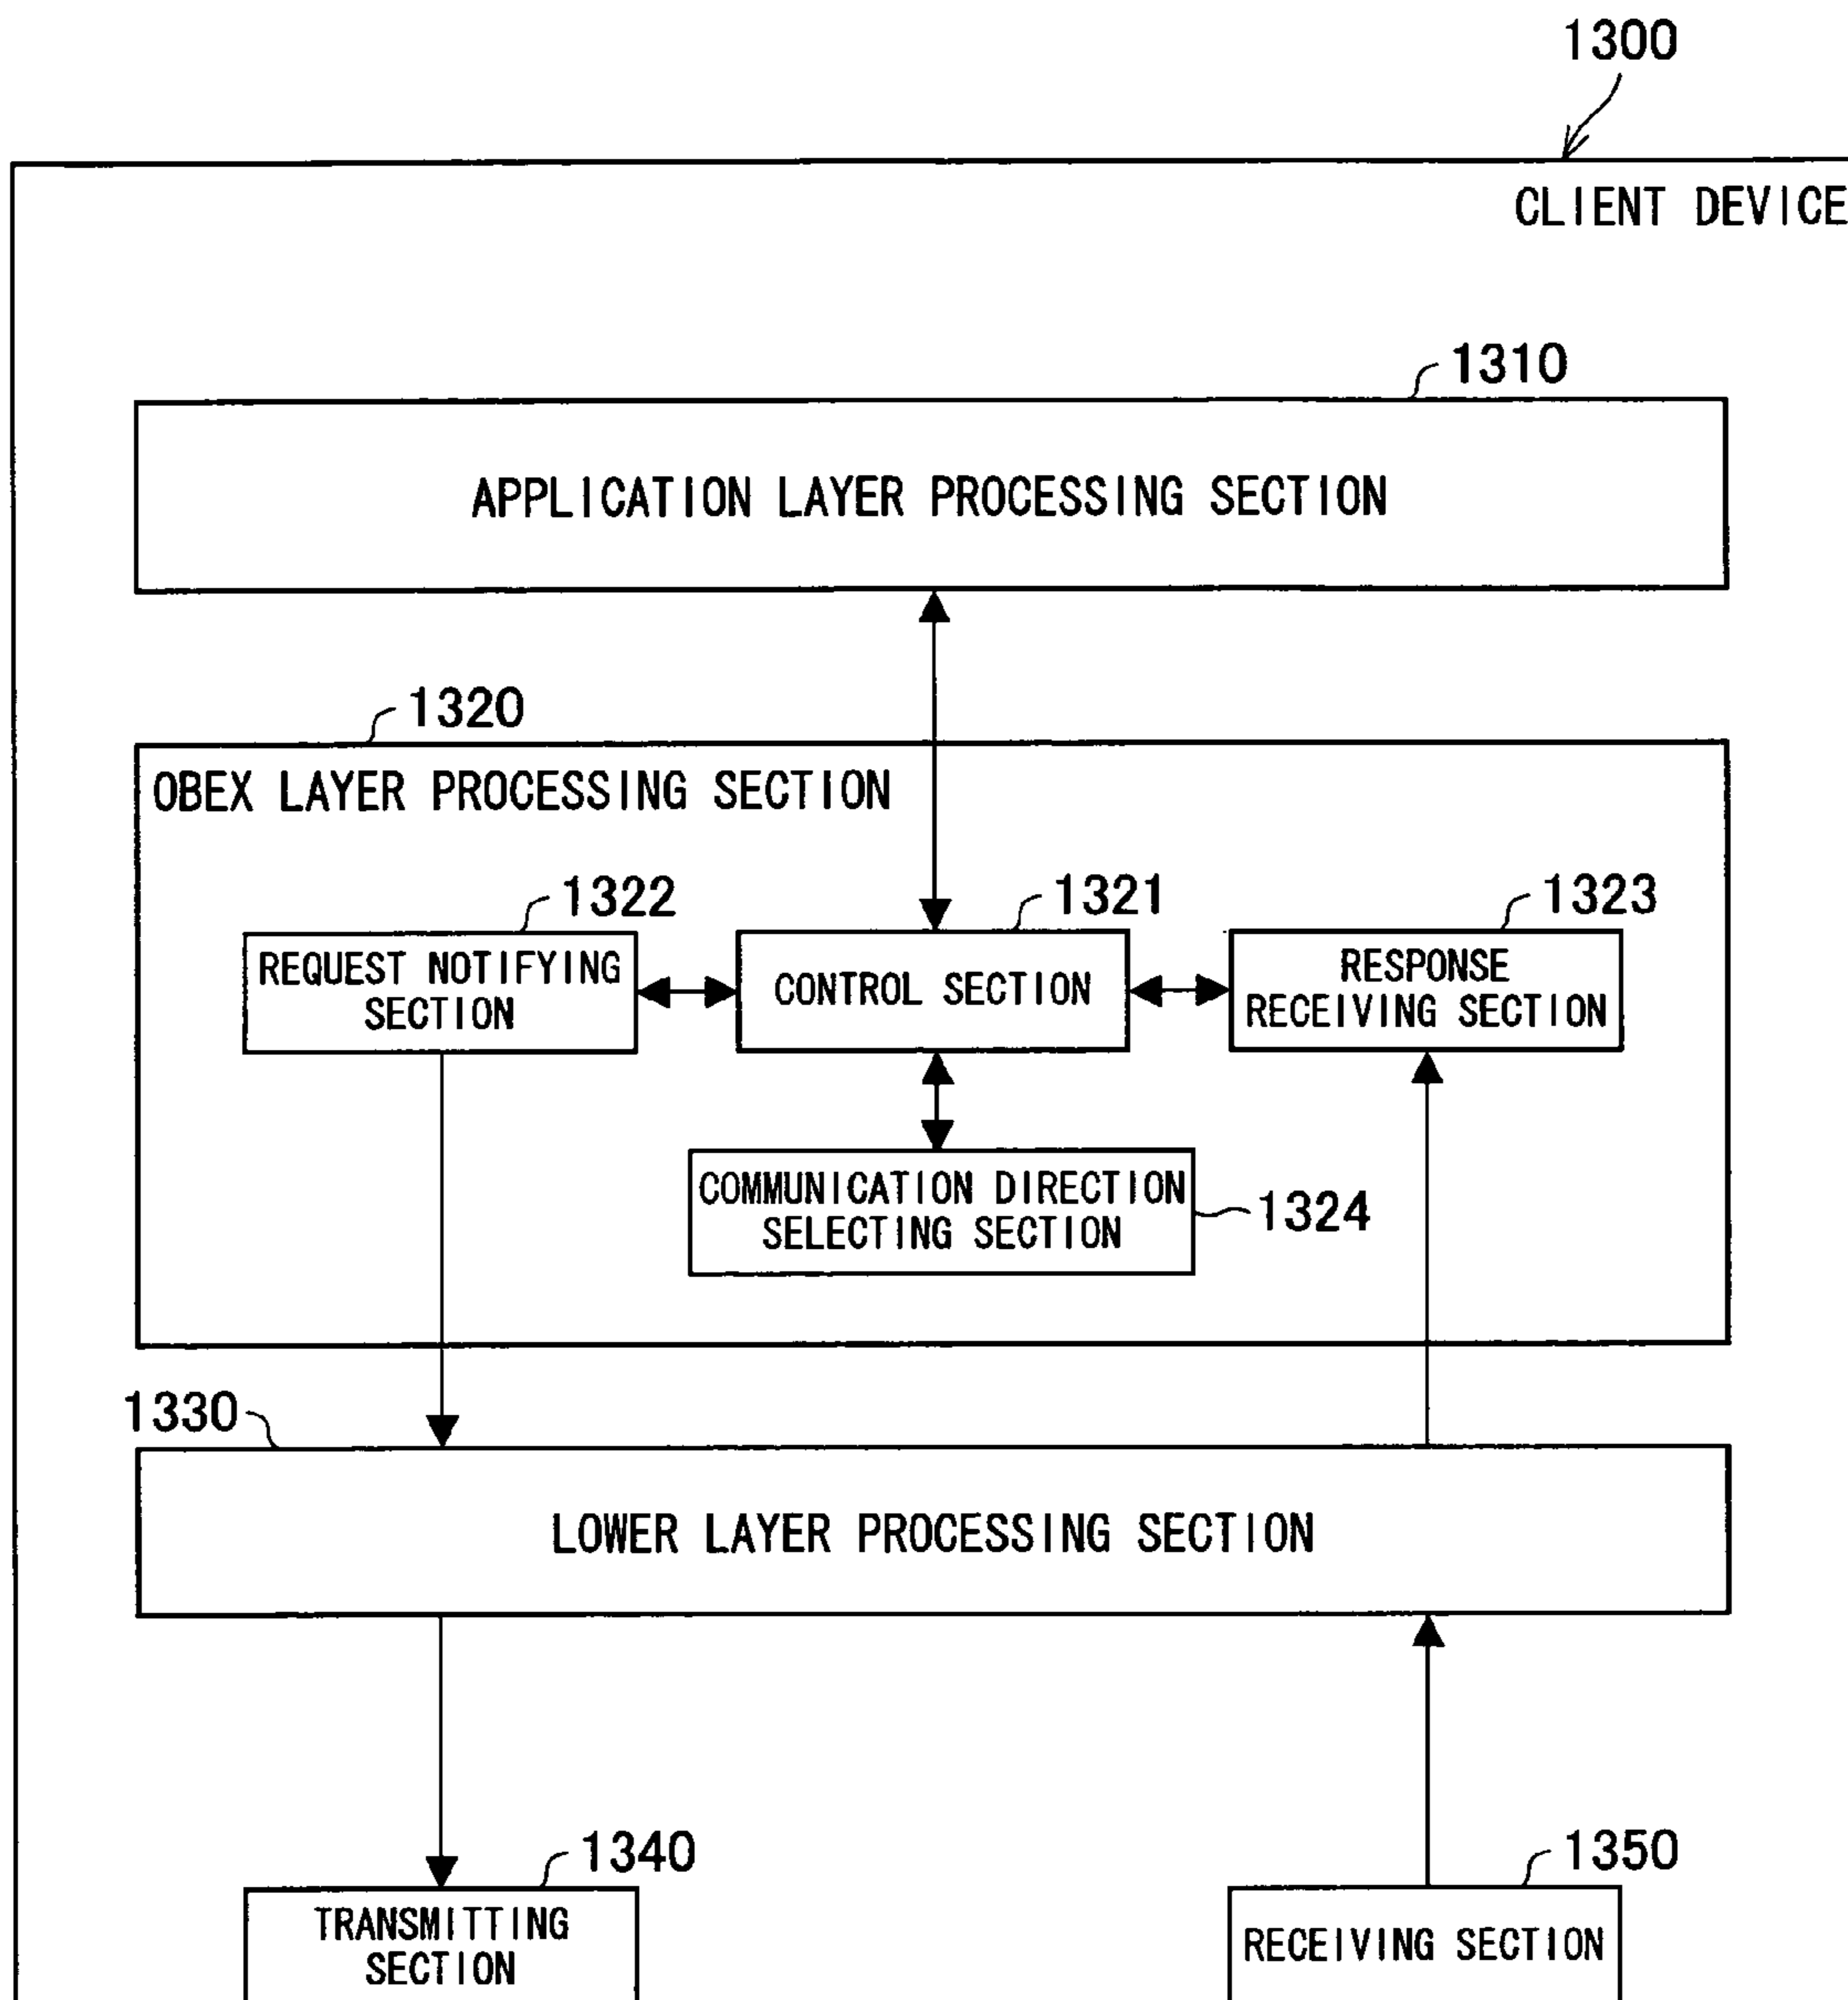 1300
CLIENT DEVICE
1310
APPLICATION LAYER PROCESSING SECTION
1320
OBEX LAYER PROCESSING SECTION
1322
1321
1323
REQUEST NOTIFYING
SECTION
CONTROL SECTION
RESPONSE
RECEIVING SECTION
COMMUNICATION DIRECTION
SELECTING SECTION
1324
1330
LOWER LAYER PROCESSING SECTION
1340
1350
TRANSMITTING
SECTION
RECEIVING SECTION